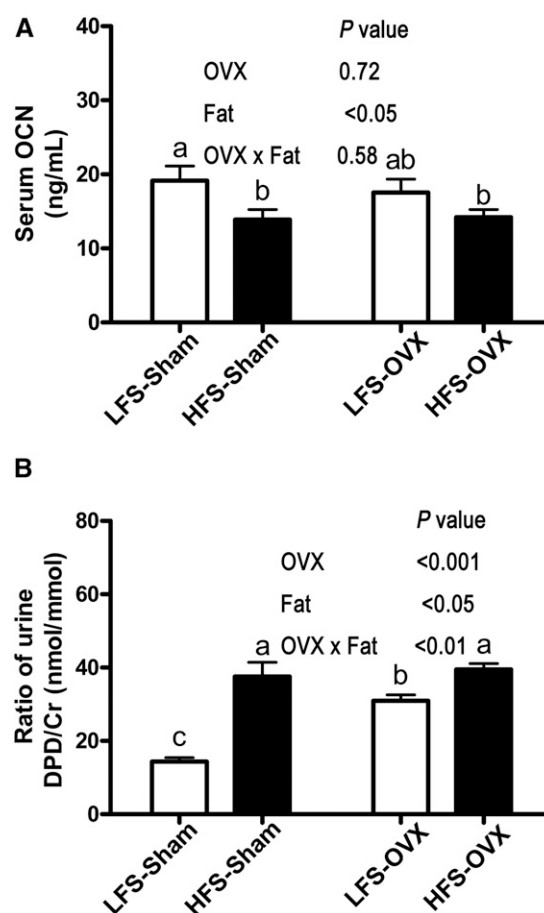 A
Serum OCN
(ng/mL)
40
30
20
10
0
P value
OVX 0.72
Fat <0.05
OVX x Fat 0.58
a
b
ab
b
LFS-Sham
HFS-Sham
LFS-OVX
HFS-OVX
B
Ratio of urine
DPD/Cr (nmol/mmol)
80
60
40
20
0
P value
OVX <0.001
Fat <0.05
OVX x Fat <0.01
c
a
b
a
LFS-Sham
HFS-Sham
LFS-OVX
HFS-OVX